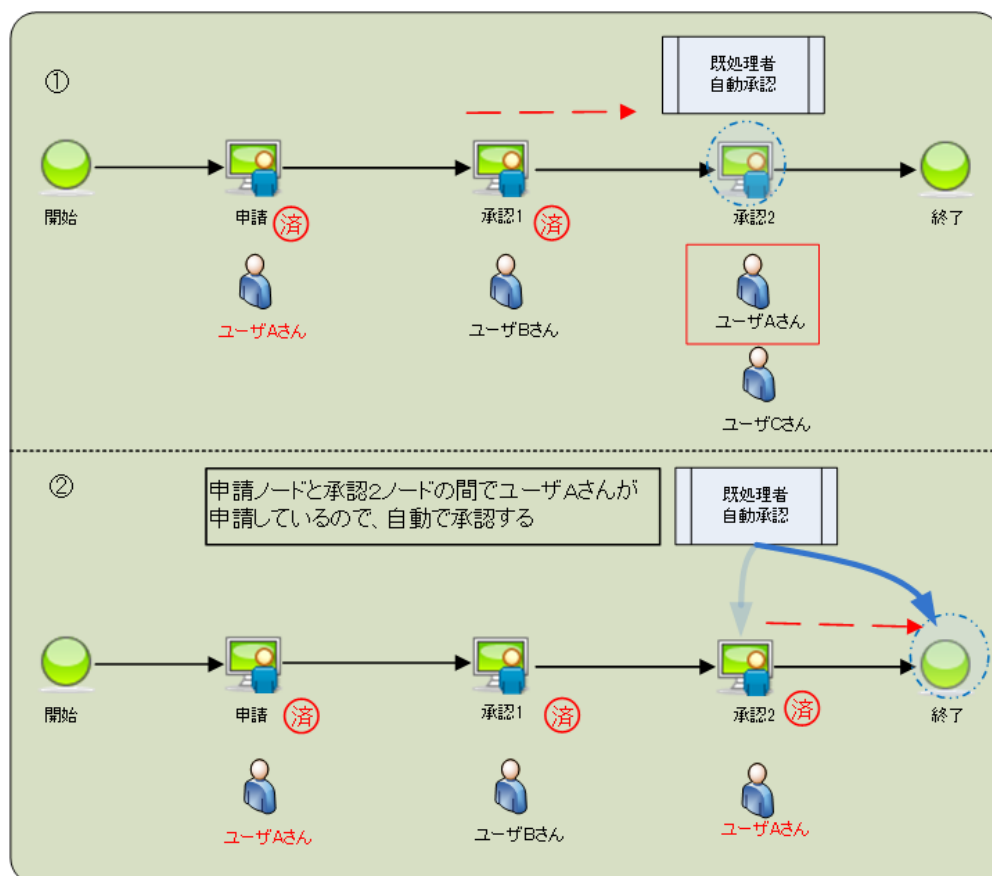 ①
既処理者
自動承認
開始
申請
済
承認1
済
承認2
終了
ユーザAさん
ユーザBさん
ユーザAさん
ユーザCさん
②
申請ノードと承認2ノードの間でユーザAさんが
申請しているので、自動で承認する
既処理者
自動承認
開始
申請
済
承認1
済
承認2
済
終了
ユーザAさん
ユーザBさん
ユーザAさん